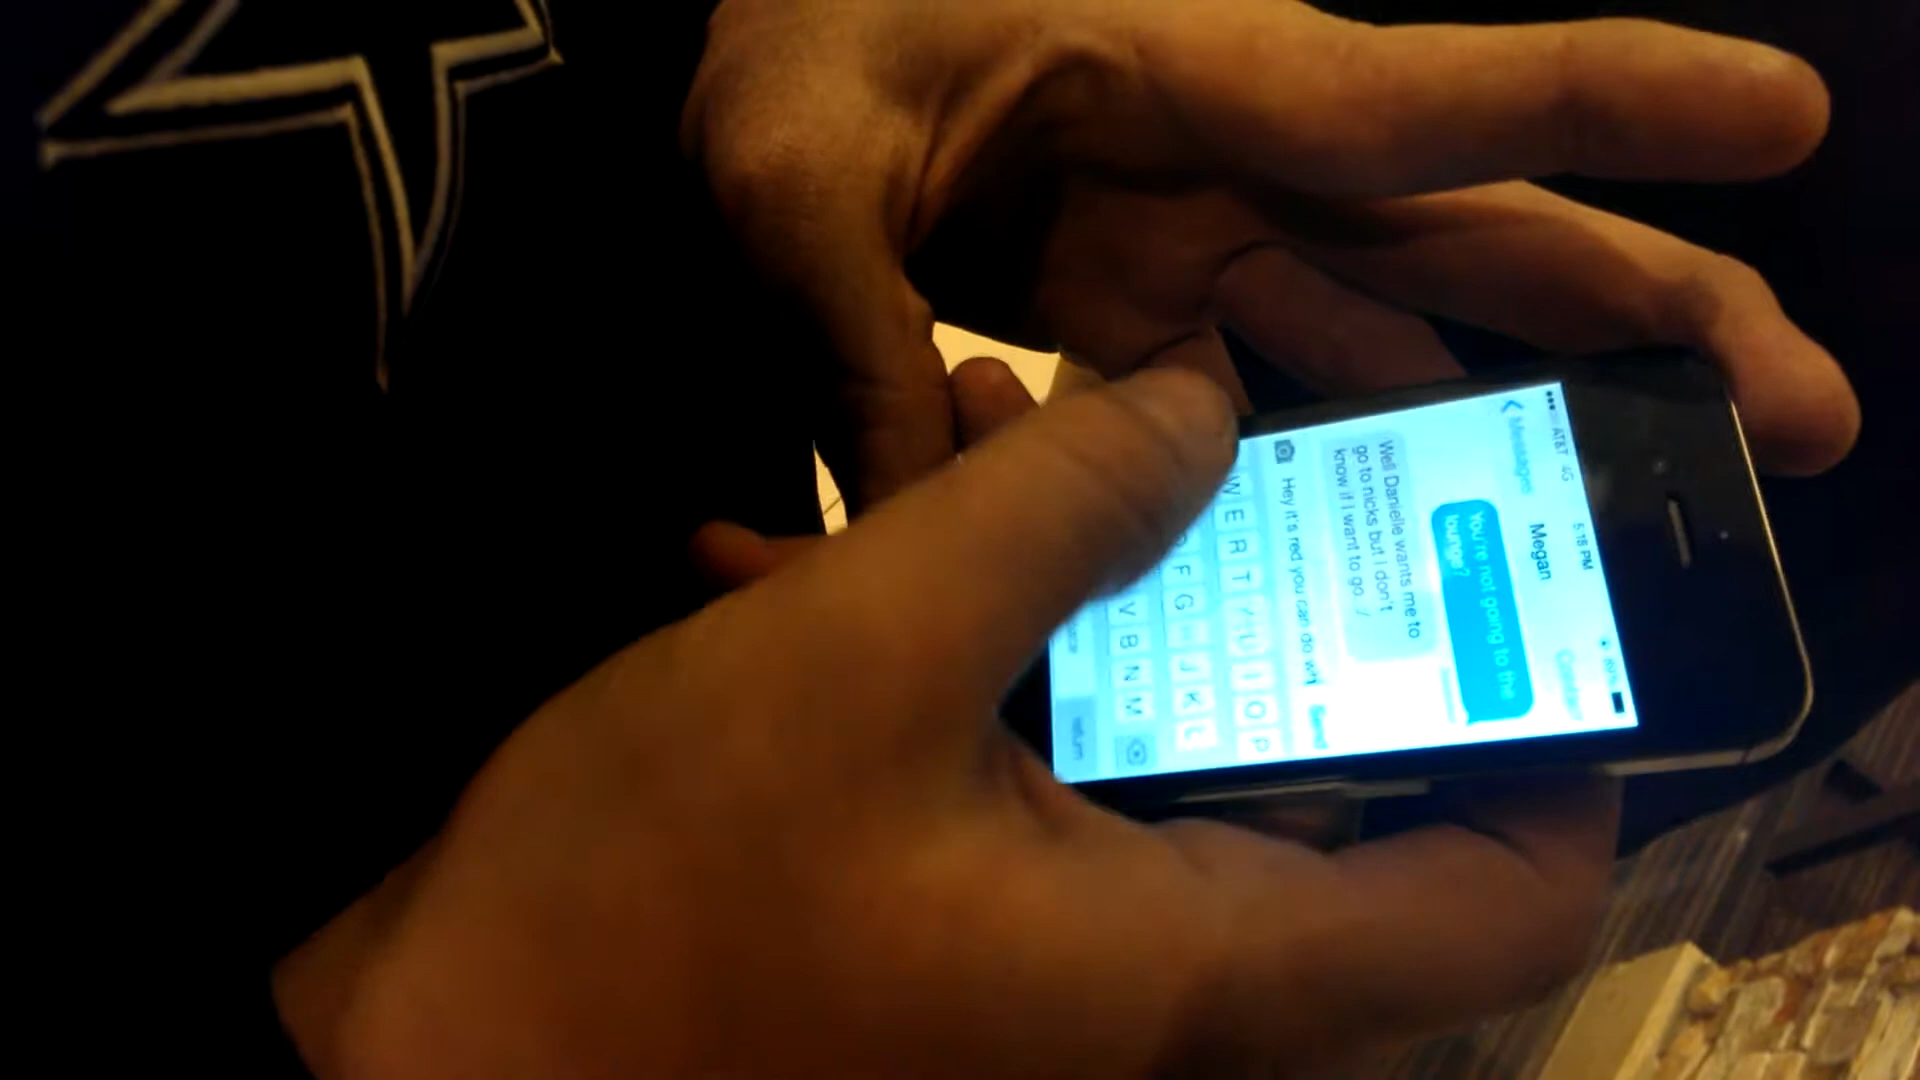 AT&T 4G 5:15 PM
Messages Megan Contact
You're not going to the
lounge?
Well Danielle wants me to
go to nicks but I don't
know if I want to go :/
Hey it's red you can do wh Send
W E R T Y U I O P
F G H J K L
V B N M
space return